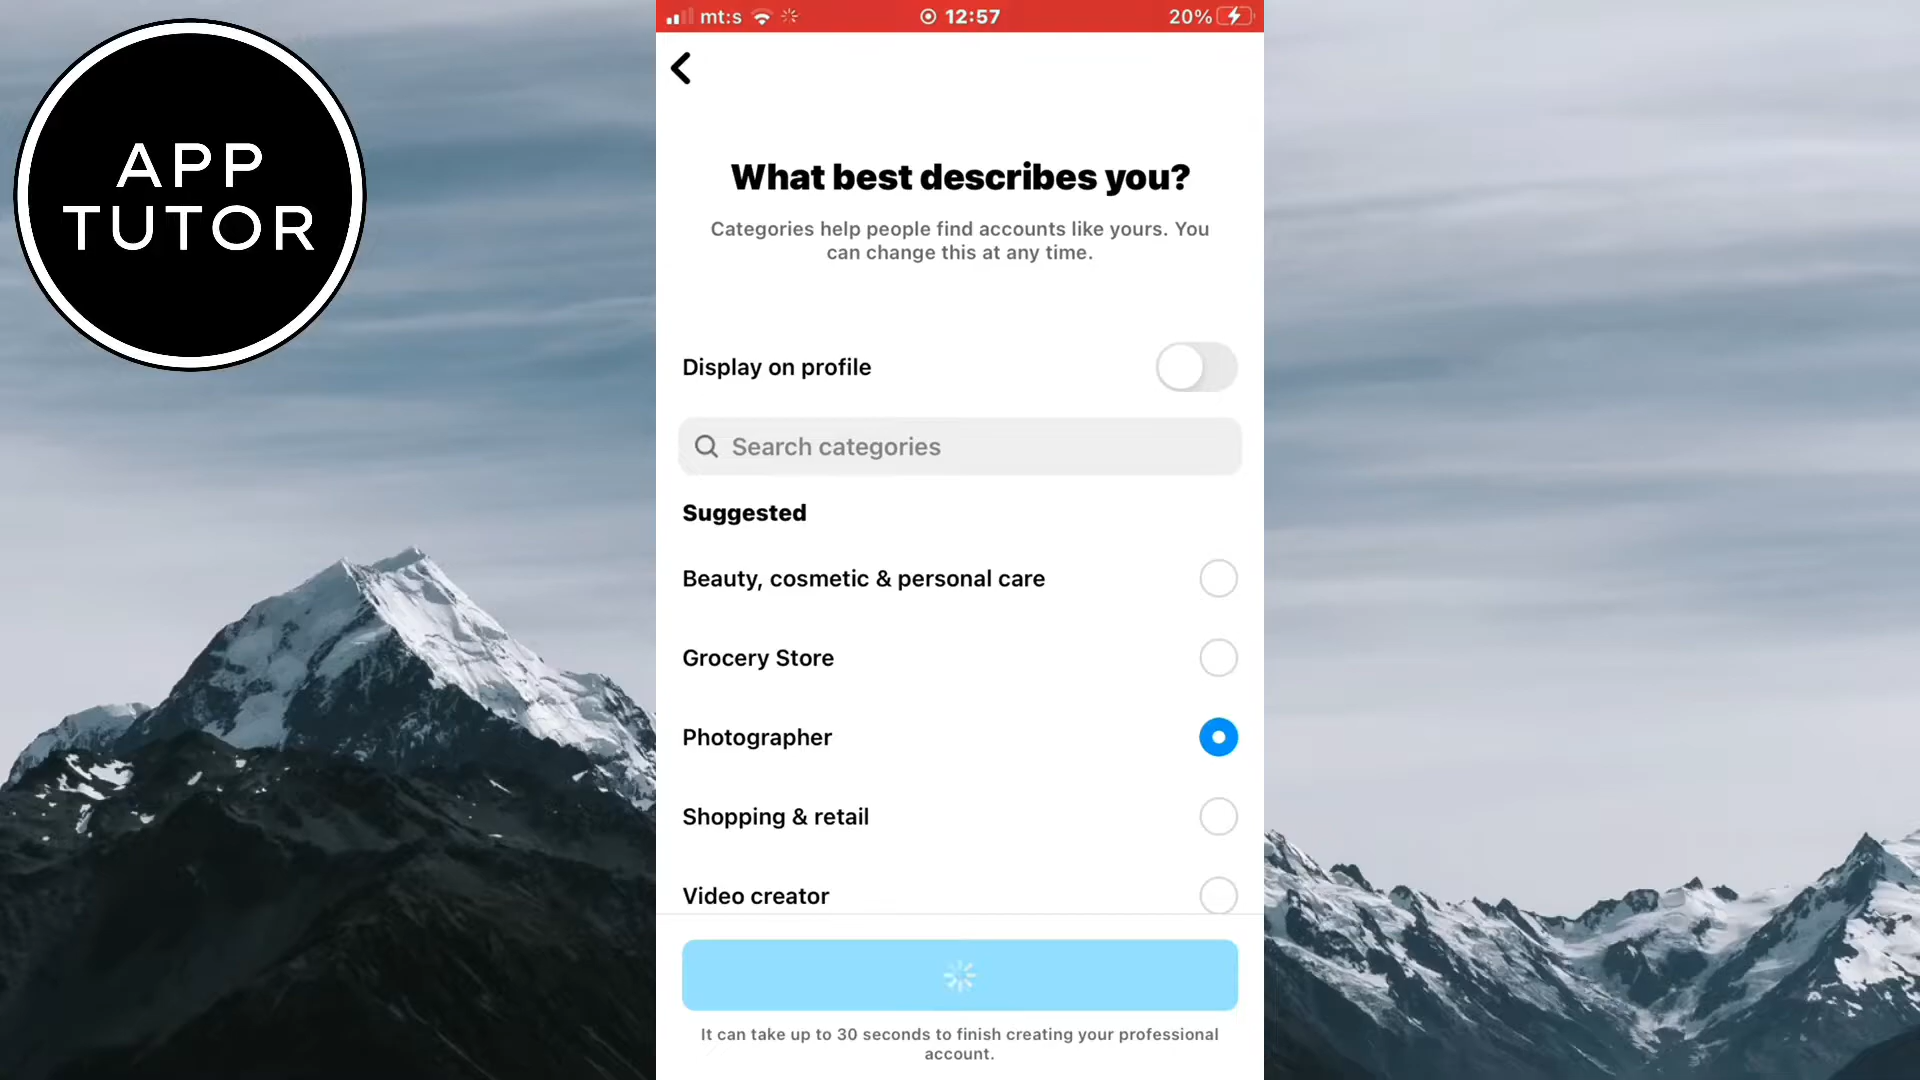 APP
TUTOR
mt:s
12:57
20%
What best describes you?
Categories help people find accounts like yours. You
can change this at any time.
Display on profile
Search categories
Suggested
Beauty, cosmetic & personal care
Grocery Store
Photographer
Shopping & retail
Video creator
It can take up to 30 seconds to finish creating your professional
account.